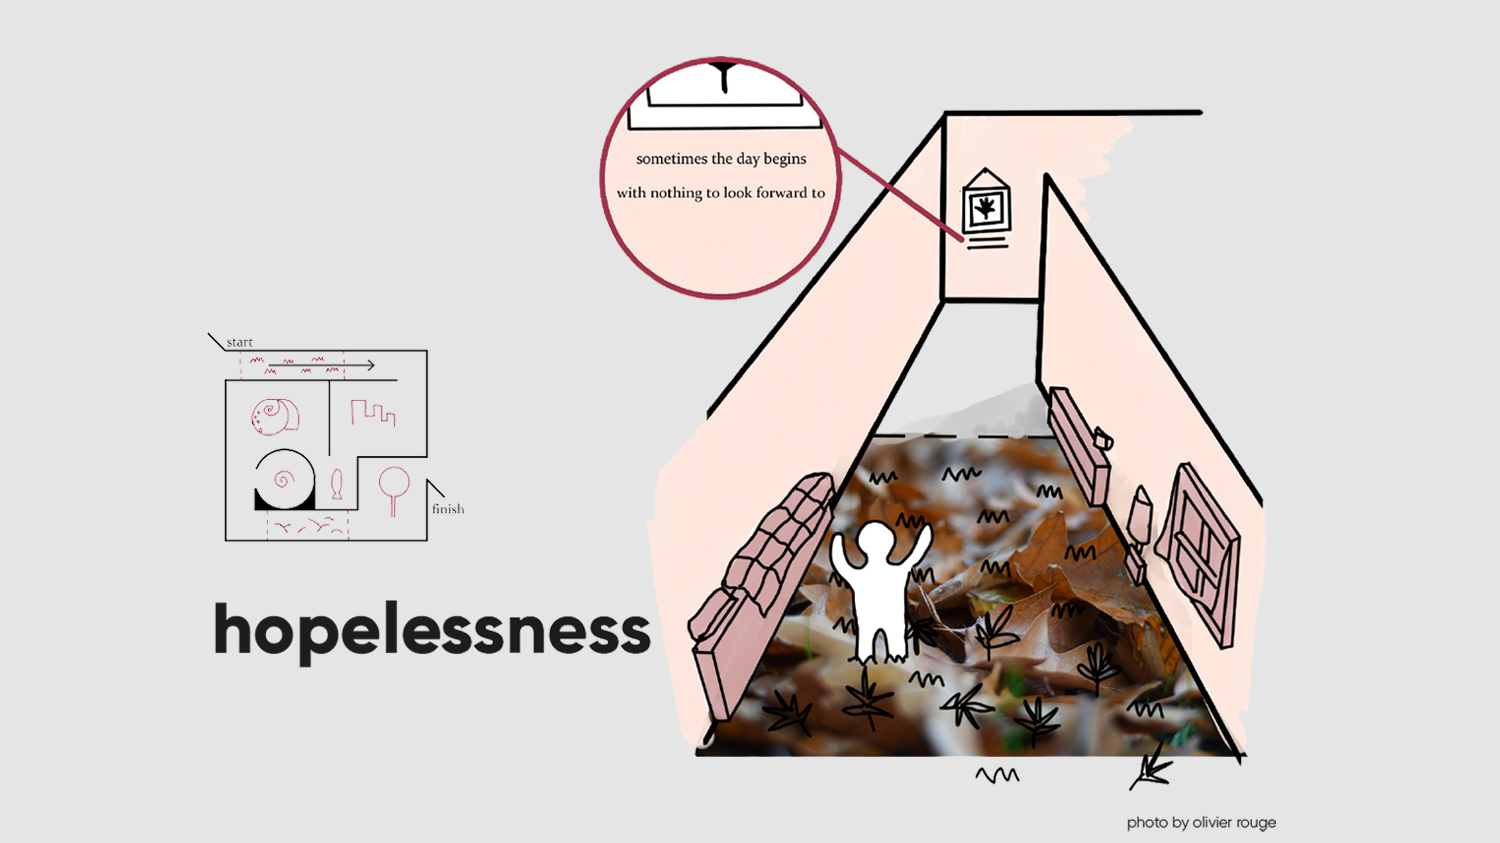 sometimes the day begins
with nothing to look forward to
start
finish
hopelessness
photo by olivier rouge